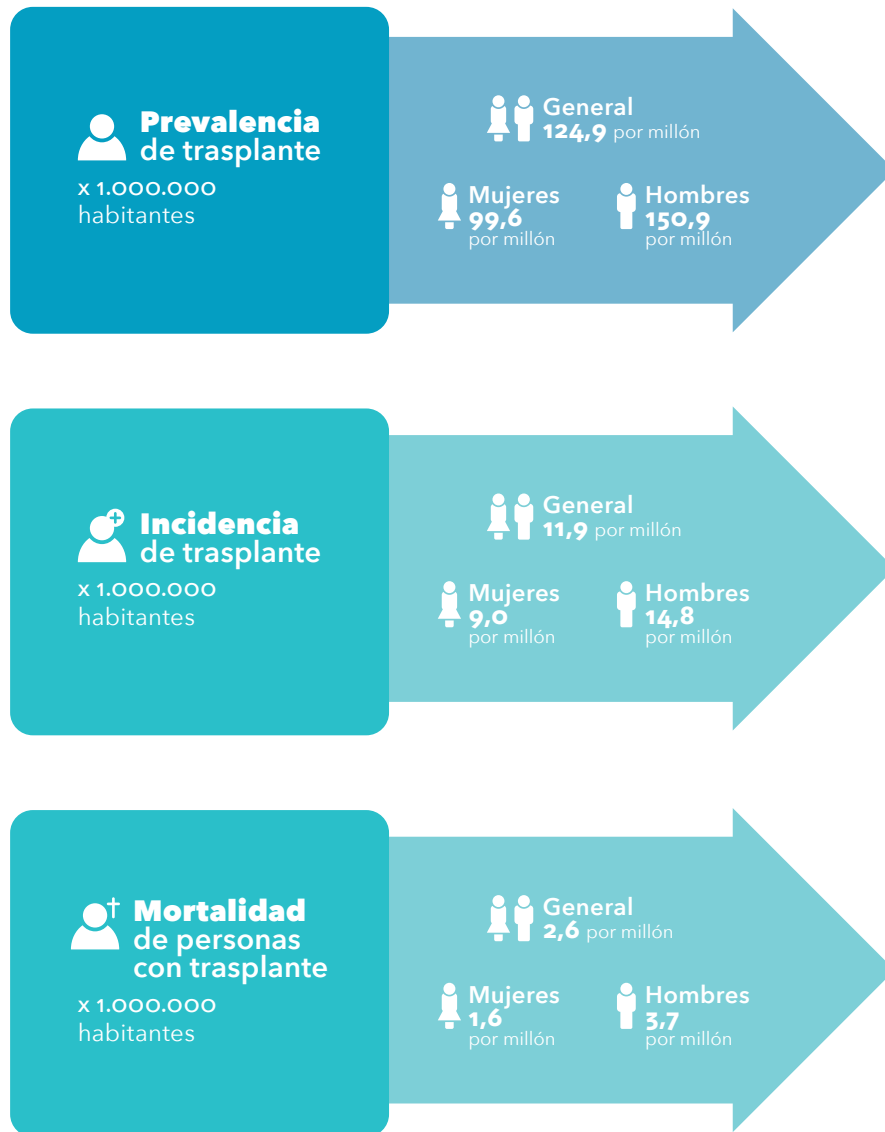 Prevalencia
de trasplante
x 1.000.000
habitantes
General
124,9 por millón
Mujeres
99,6
por millón
Hombres
150,9
por millón
Incidencia
de trasplante
x 1.000.000
habitantes
General
11,9 por millón
Mujeres
9,0
por millón
Hombres
14,8
por millón
Mortalidad
de personas
con trasplante
x 1.000.000
habitantes
General
2,6 por millón
Mujeres
1,6
por millón
Hombres
3,7
por millón